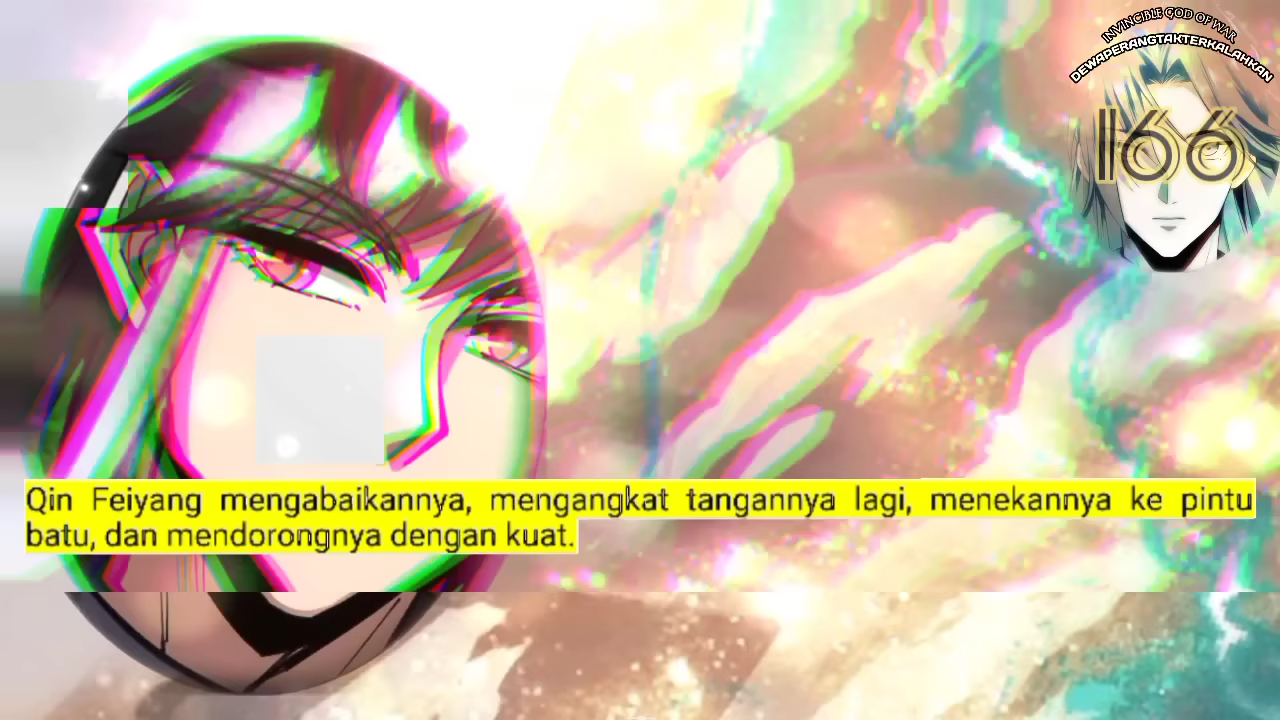 INVINCIBLE GOD OF WAR
DEWAPERANGTAKTERKALAHKAN
166
Qin Feiyang mengabaikannya, mengangkat tangannya lagi, menekannya ke pintu
batu, dan mendorongnya dengan kuat.